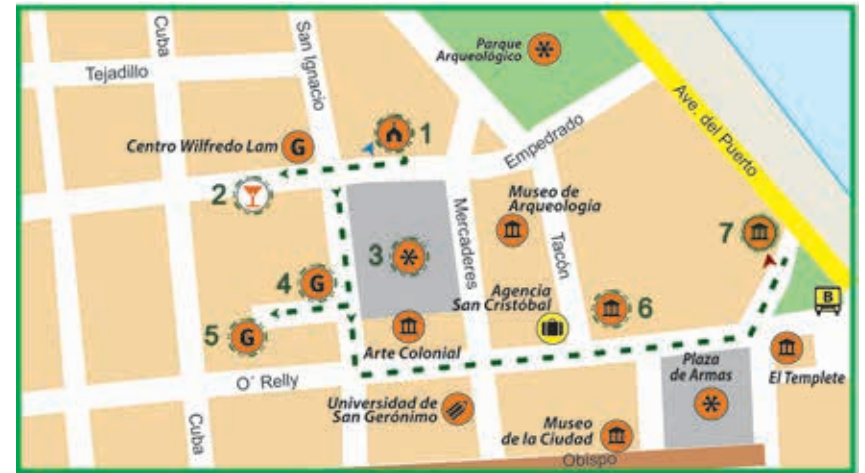 Cuba
San Ignacio
Parque
Arqueológico
Tejadillo
Ave. del Puerto
1
Centro Wilfredo Lam
G
Empedrado
2
Museo de
Arqueología
Mercaderes
Tacón
7
3
4
G
Agencia
San Cristóbal
6
B
5
G
Arte Colonial
Plaza
de Armas
El Templete
O´ Relly
Universidad de
San Gerónimo
Cuba
Museo
de la Ciudad
Obispo